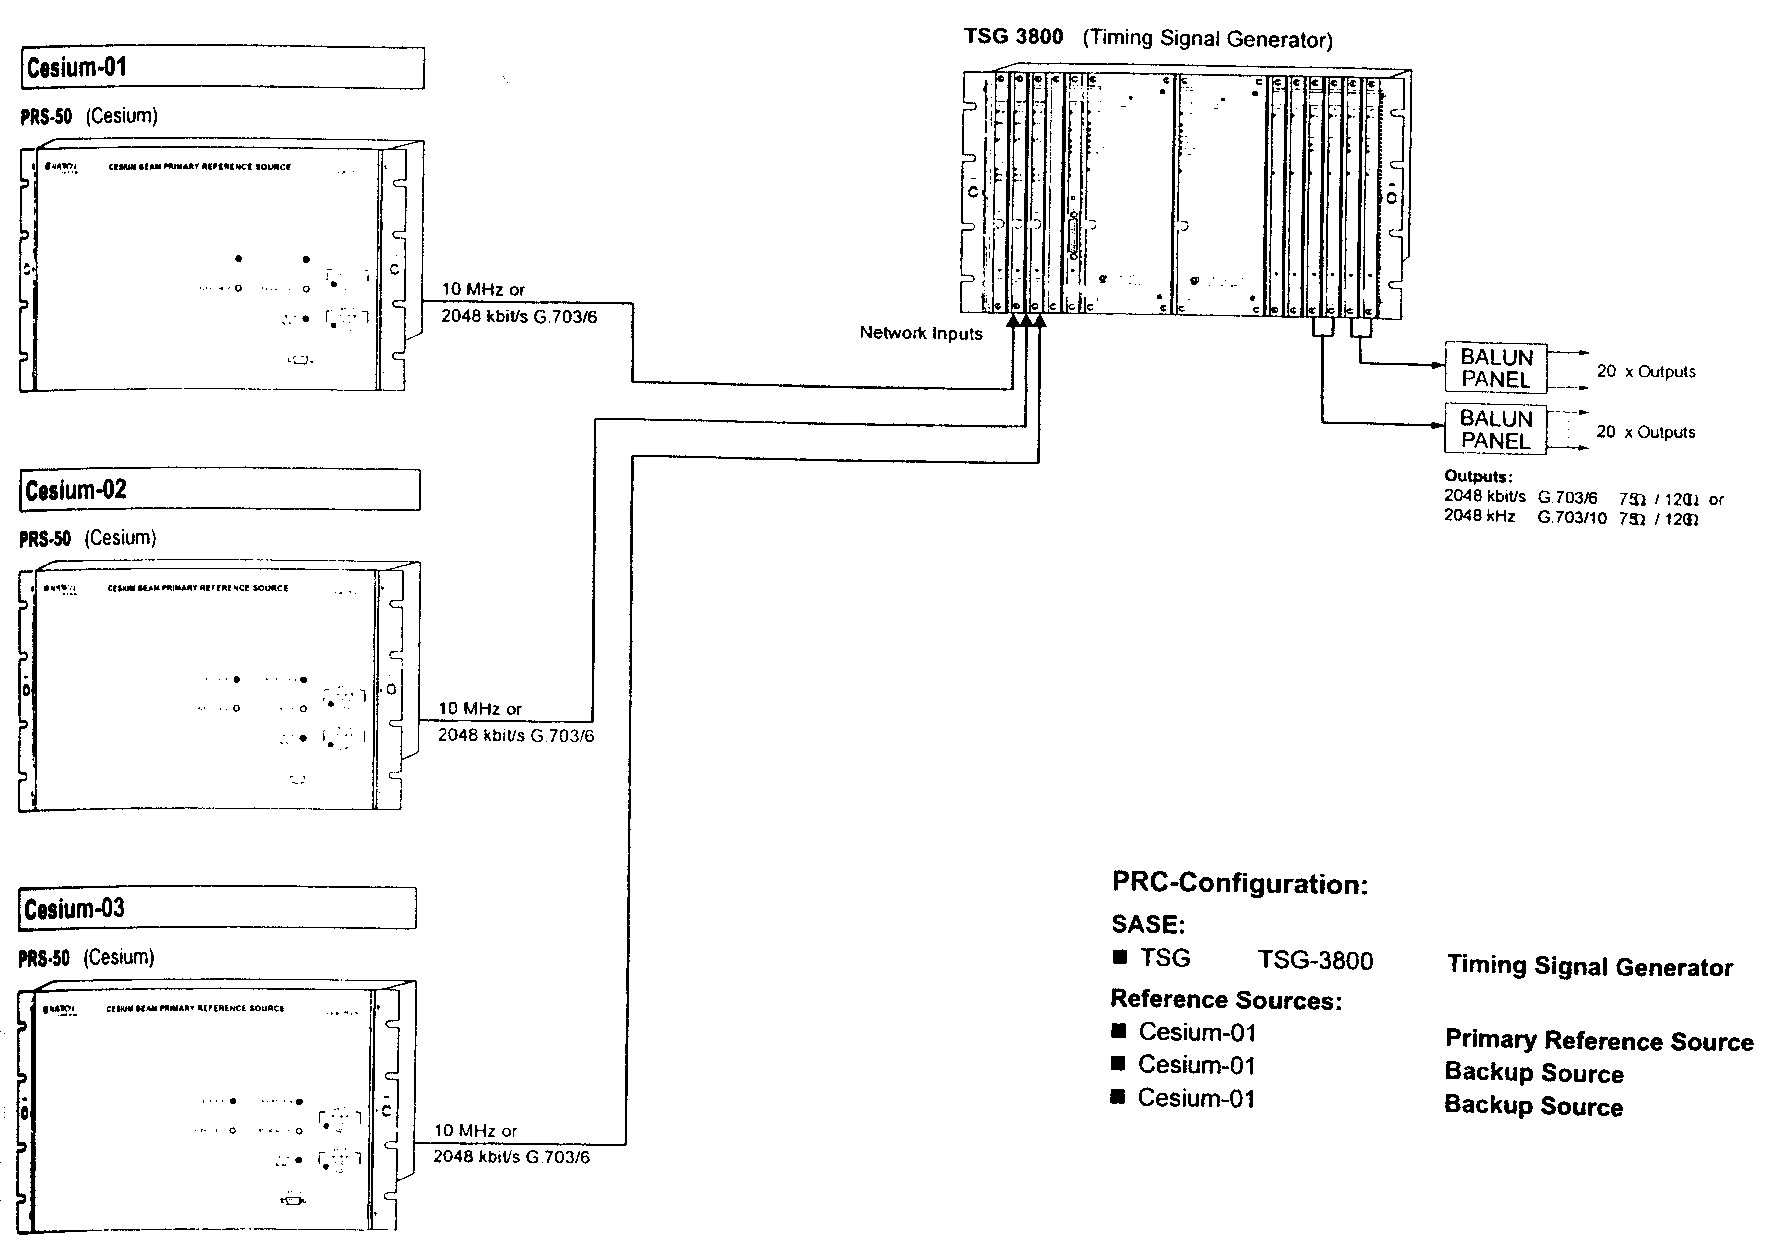 Cesium-01
PRS-50 (Cesium)
CESIUM BEAM PRIMARY REFERENCE SOURCE
10 MHz or
2048 kbit/s G.703/6
Cesium-02
PRS-50 (Cesium)
CESIUM BEAM PRIMARY REFERENCE SOURCE
10 MHz or
2048 kbit/s G.703/6
Cesium-03
PRS-50 (Cesium)
CESIUM BEAM PRIMARY REFERENCE SOURCE
10 MHz or
2048 kbit/s G.703/6
TSG 3800 (Timing Signal Generator)
Network Inputs
BALUN
PANEL
20 x Outputs
BALUN
PANEL
20 x Outputs
Outputs:
2048 kbit/s G.703/6 75Ω / 120Ω or
2048 kHz G.703/10 75Ω / 120Ω
PRC-Configuration:
SASE:
■ TSG TSG-3800 Timing Signal Generator
Reference Sources:
■ Cesium-01 Primary Reference Source
■ Cesium-01 Backup Source
■ Cesium-01 Backup Source